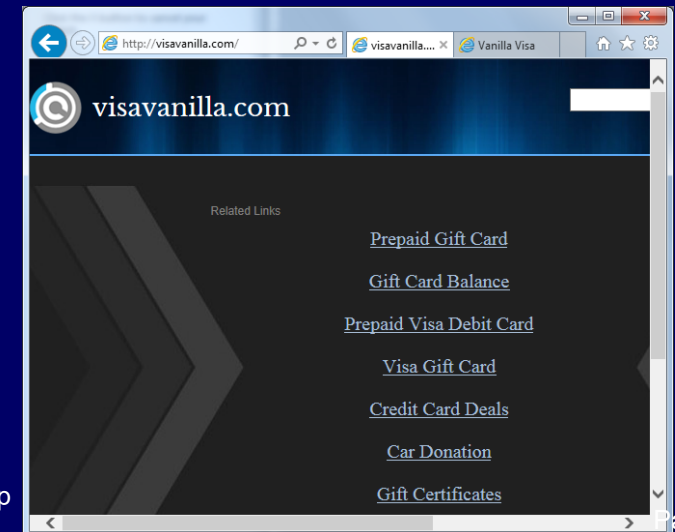 http://visavanilla.com/
visavanilla.... ×
Vanilla Visa
visavanilla.com
Related Links
Prepaid Gift Card
Gift Card Balance
Prepaid Visa Debit Card
Visa Gift Card
Credit Card Deals
Car Donation
Gift Certificates
p
Pa